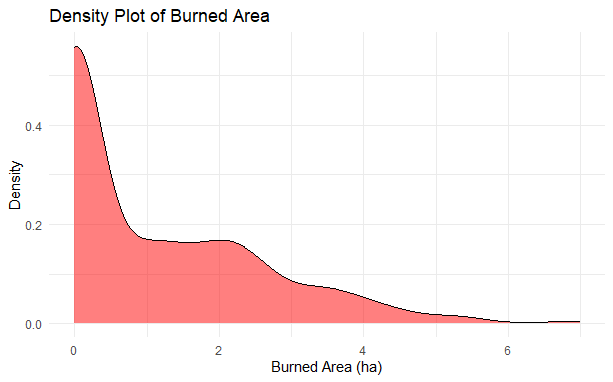 Density Plot of Burned Area
Density
0.4
0.2
0.0
0 2 4 6
Burned Area (ha)